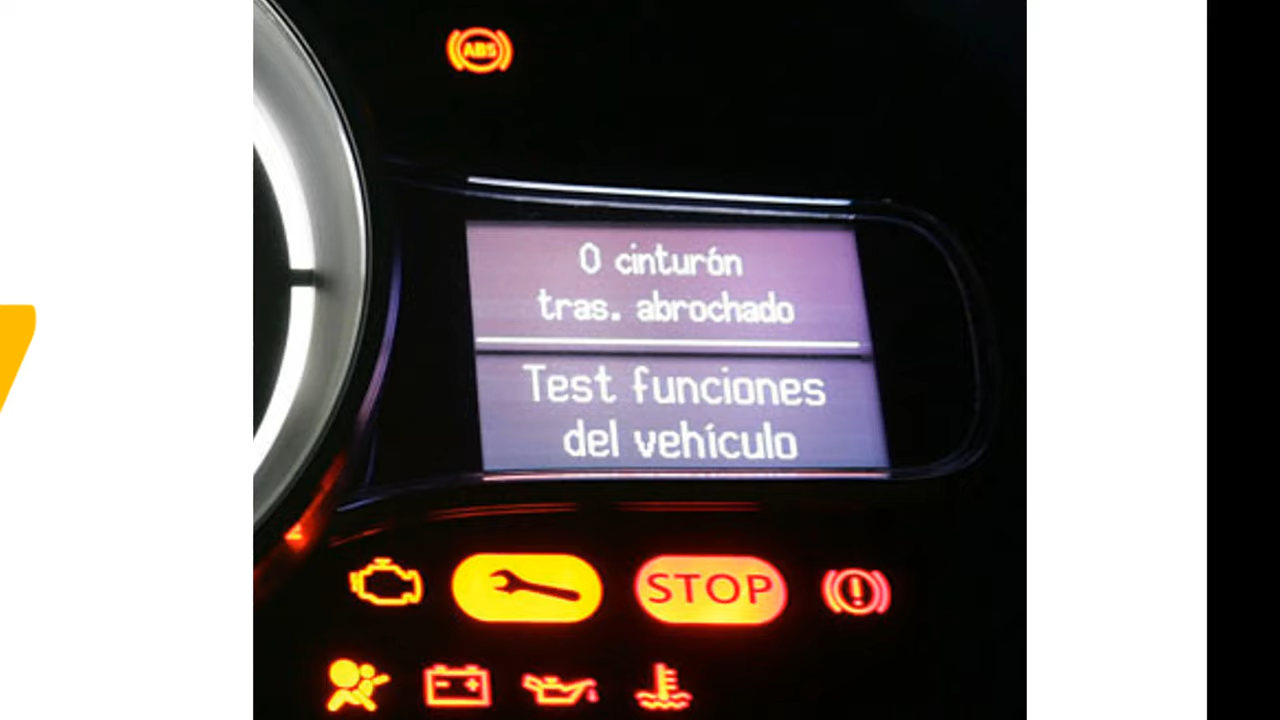 ABS
0 cinturón
tras. abrochado
Test funciones
del vehículo
STOP